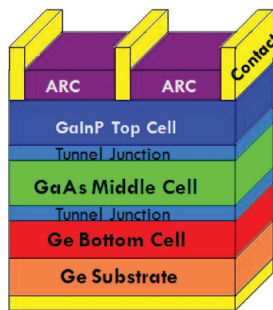 Contact
ARC
ARC
GaInP Top Cell
Tunnel Junction
GaAs Middle Cell
Tunnel Junction
Ge Bottom Cell
Ge Substrate